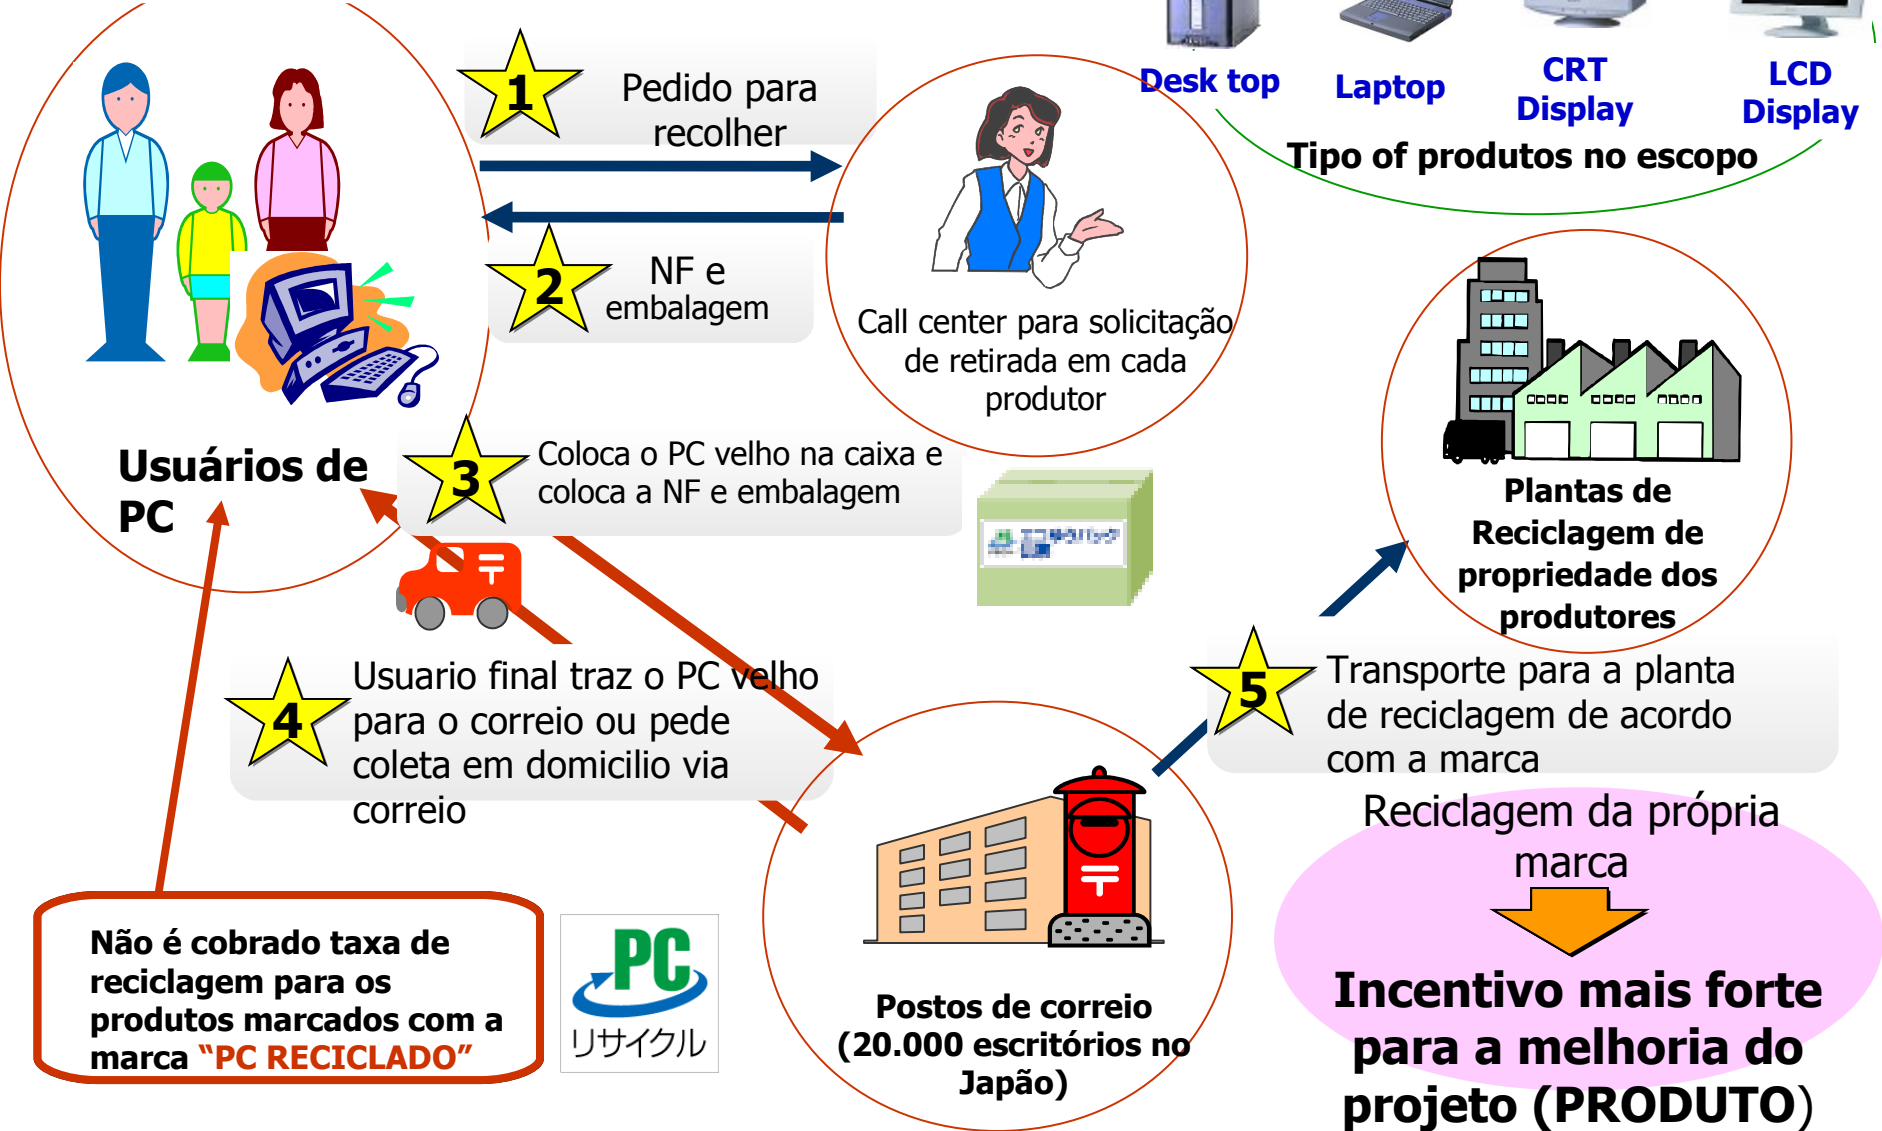 Desk top
Laptop
CRT
Display
LCD
Display
Tipo of produtos no escopo
1
Pedido para
recolher
2
NF e
embalagem
Call center para solicitação
de retirada em cada
produtor
Usuários de
PC
3
Coloca o PC velho na caixa e
coloca a NF e embalagem
Plantas de
Reciclagem de
propriedade dos
produtores
4
Usuario final traz o PC velho
para o correio ou pede
coleta em domicilio via
correio
5
Transporte para a planta
de reciclagem de acordo
com a marca
Reciclagem da própria
marca
Incentivo mais forte
para a melhoria do
projeto (PRODUTO)
Não é cobrado taxa de
reciclagem para os
produtos marcados com a
marca “PC RECICLADO”
PC
リサイクル
Postos de correio
(20.000 escritórios no
Japão)